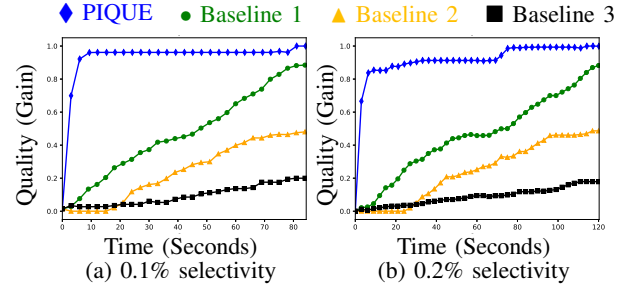 PIQUE Baseline 1 Baseline 2 Baseline 3
Quality (Gain)
1.0
0.8
0.6
0.4
0.2
0.0
0 10 20 30 40 50 60 70 80
Time (Seconds)
(a) 0.1% selectivity
Quality (Gain)
1.0
0.8
0.6
0.4
0.2
0.0
0 20 40 60 80 100 120
Time (Seconds)
(b) 0.2% selectivity